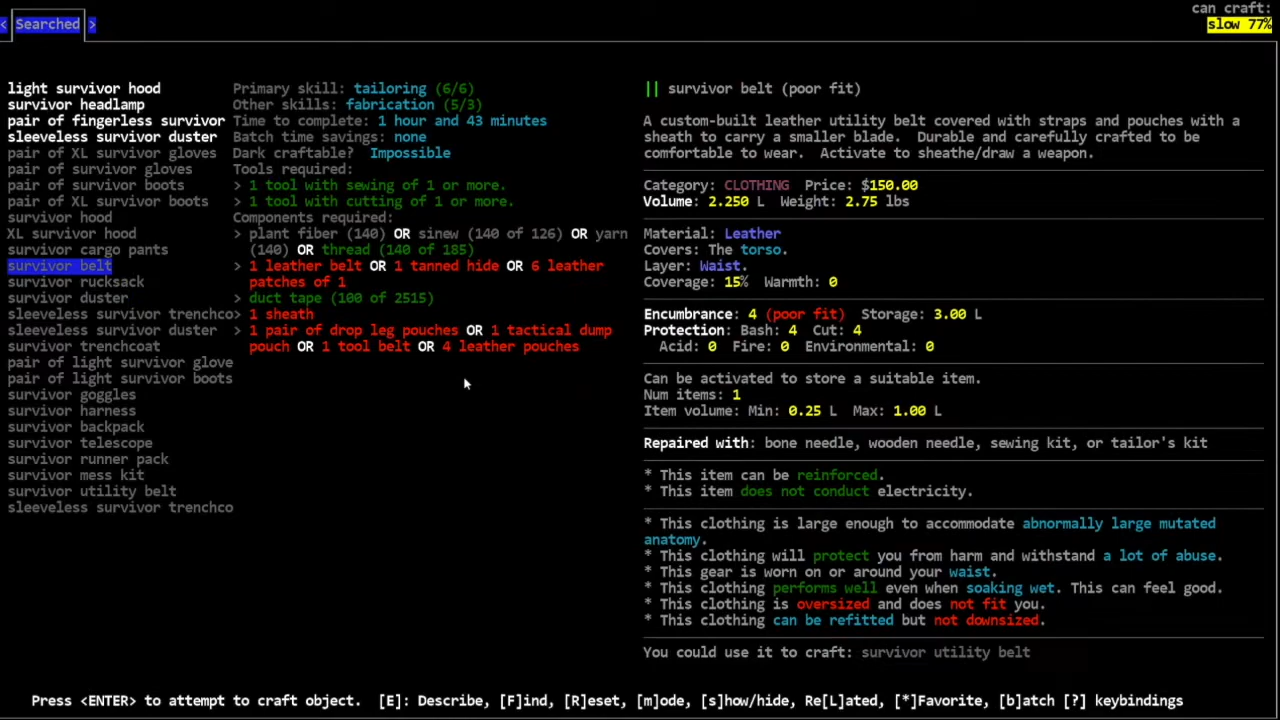 can craft:
< Searched >
slow 77%
light survivor hood
survivor headlamp
pair of fingerless survivor
sleeveless survivor duster
pair of XL survivor gloves
pair of survivor gloves
pair of survivor boots
pair of XL survivor boots
survivor hood
XL survivor hood
survivor cargo pants
survivor belt
survivor rucksack
survivor duster
sleeveless survivor trenchco
sleeveless survivor duster
survivor trenchcoat
pair of light survivor glove
pair of light survivor boots
survivor goggles
survivor harness
survivor backpack
survivor telescope
survivor runner pack
survivor mess kit
survivor utility belt
sleeveless survivor trenchco
Primary skill: tailoring (6/6)
Other skills: fabrication (5/3)
Time to complete: 1 hour and 43 minutes
Batch time savings: none
Dark craftable? Impossible
Tools required:
> 1 tool with sewing of 1 or more.
> 1 tool with cutting of 1 or more.
Components required:
> plant fiber (140) OR sinew (140 of 126) OR yarn
(140) OR thread (140 of 185)
> 1 leather belt OR 1 tanned hide OR 6 leather
patches of 1
> duct tape (100 of 2515)
> 1 sheath
> 1 pair of drop leg pouches OR 1 tactical dump
pouch OR 1 tool belt OR 4 leather pouches
|| survivor belt (poor fit)
A custom-built leather utility belt covered with straps and pouches with a
sheath to carry a smaller blade. Durable and carefully crafted to be
comfortable to wear. Activate to sheathe/draw a weapon.
Category: CLOTHING Price: $150.00
Volume: 2.250 L Weight: 2.75 lbs
Material: Leather
Covers: The torso.
Layer: Waist.
Coverage: 15% Warmth: 0
Encumbrance: 4 (poor fit) Storage: 3.00 L
Protection: Bash: 4 Cut: 4
Acid: 0 Fire: 0 Environmental: 0
Can be activated to store a suitable item.
Num items: 1
Item volume: Min: 0.25 L Max: 1.00 L
Repaired with: bone needle, wooden needle, sewing kit, or tailor's kit
* This item can be reinforced.
* This item does not conduct electricity.
* This clothing is large enough to accommodate abnormally large mutated
anatomy.
* This clothing will protect you from harm and withstand a lot of abuse.
* This gear is worn on or around your waist.
* This clothing performs well even when soaking wet. This can feel good.
* This clothing is oversized and does not fit you.
* This clothing can be refitted but not downsized.
You could use it to craft: survivor utility belt
Press <ENTER> to attempt to craft object. [E]: Describe, [F]ind, [R]eset, [m]ode, [s]how/hide, Re[L]ated, [*]Favorite, [b]atch [?] keybindings